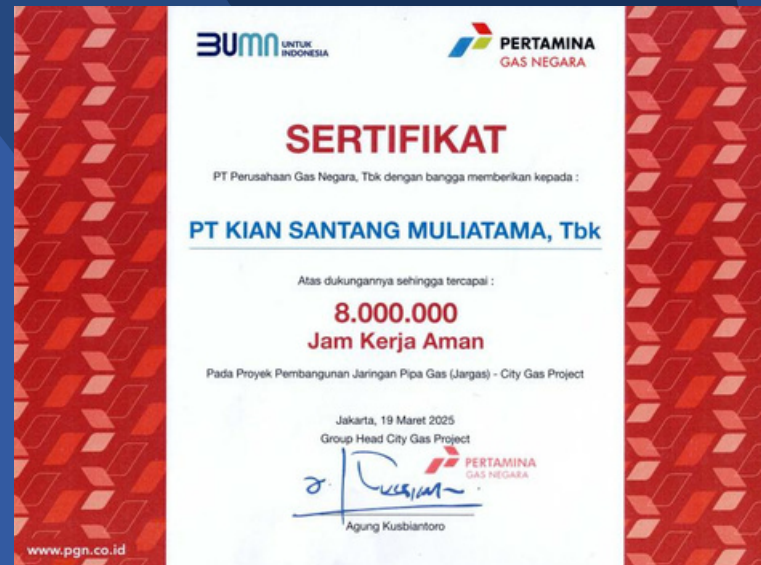 BUMN UNTUK
INDONESIA
PERTAMINA
GAS NEGARA
SERTIFIKAT
PT Perusahaan Gas Negara, Tbk dengan bangga memberikan kepada :
PT KIAN SANTANG MULIATAMA, Tbk
Atas dukungannya sehingga tercapai :
8.000.000
Jam Kerja Aman
Pada Proyek Pembangunan Jaringan Pipa Gas (Jargas) - City Gas Project
Jakarta, 19 Maret 2025
Group Head City Gas Project
PERTAMINA
GAS NEGARA
Agung Kusbiantoro
www.pgn.co.id